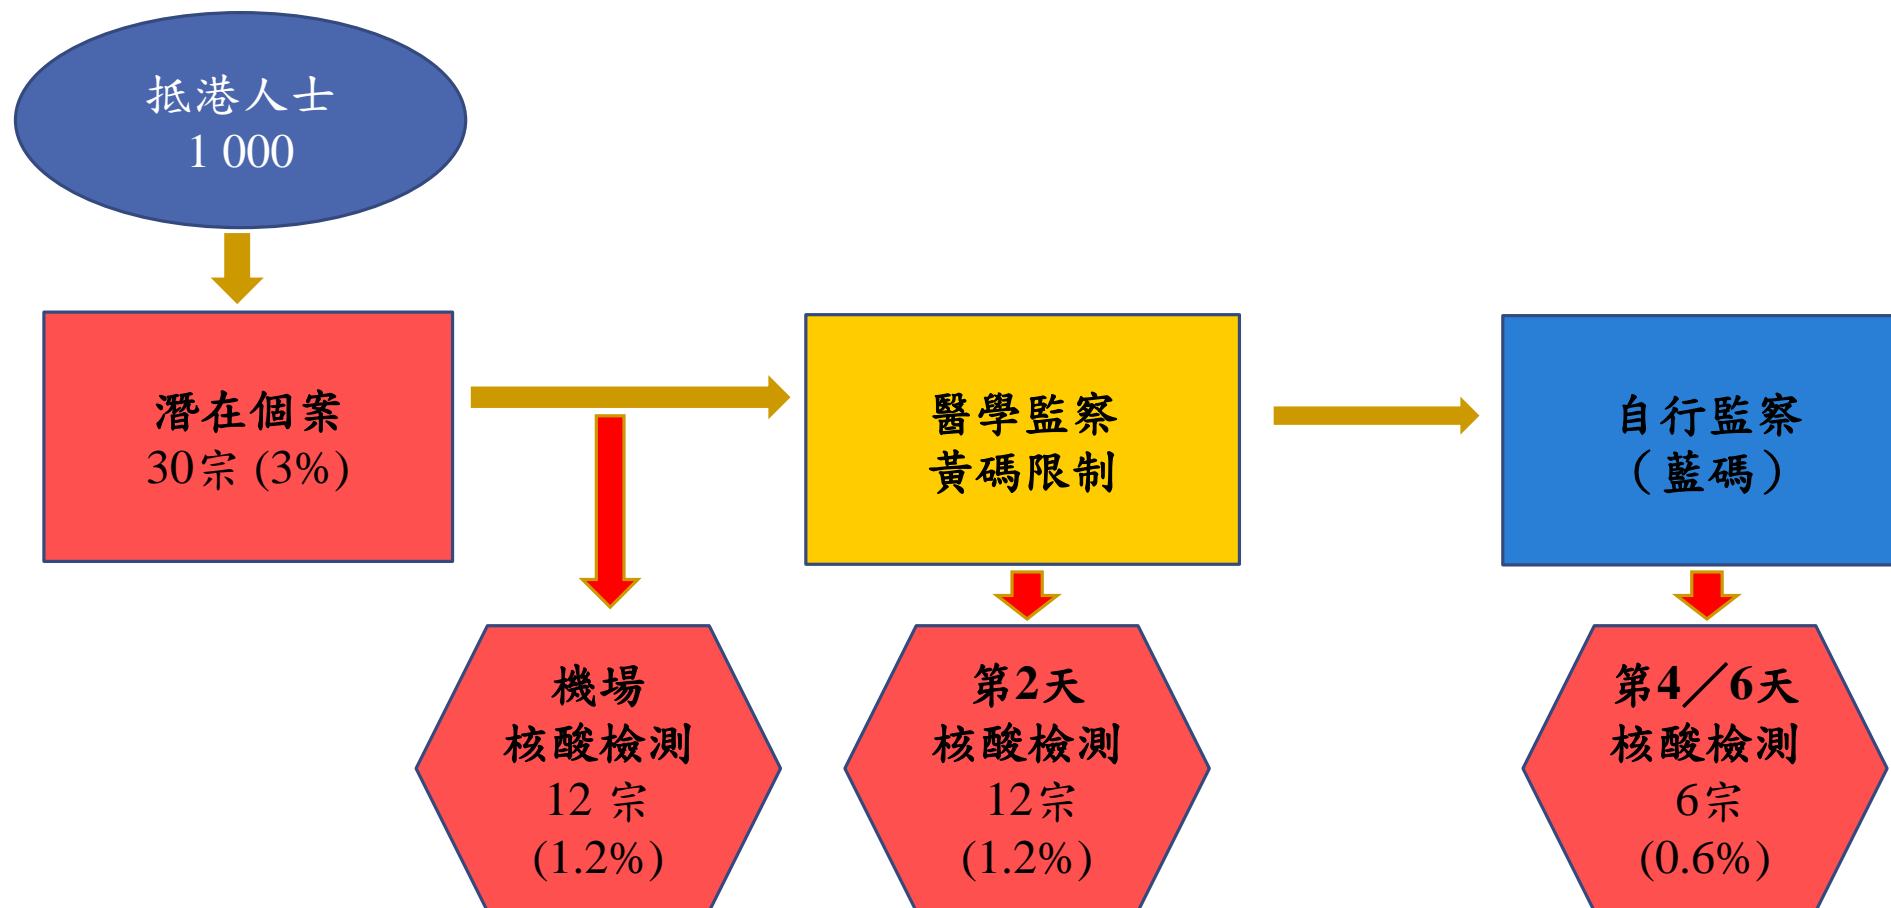 抵港人士
1 000
潛在個案
30宗 (3%)
醫學監察
黃碼限制
自行監察
（藍碼）
機場
核酸檢測
12 宗
(1.2%)
第2天
核酸檢測
12宗
(1.2%)
第4／6天
核酸檢測
6宗
(0.6%)